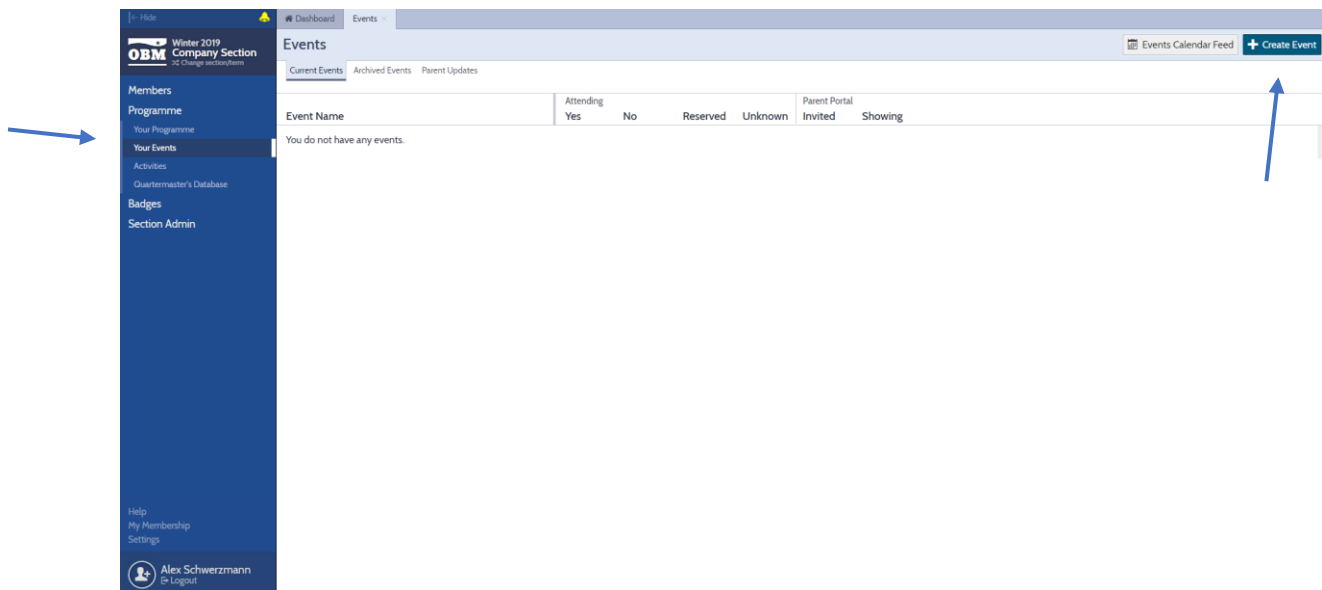 ← Hide
OBM
Winter 2019
Company Section
Change section/term
Members
Programme
Your Programme
Your Events
Activities
Quartermaster's Database
Badges
Section Admin
Help
My Membership
Settings
Alex Schwerzmann
Logout
Dashboard Events ×
Events
Events Calendar Feed + Create Event
Current Events Archived Events Parent Updates
Attending Parent Portal
Event Name Yes No Reserved Unknown Invited Showing
You do not have any events.